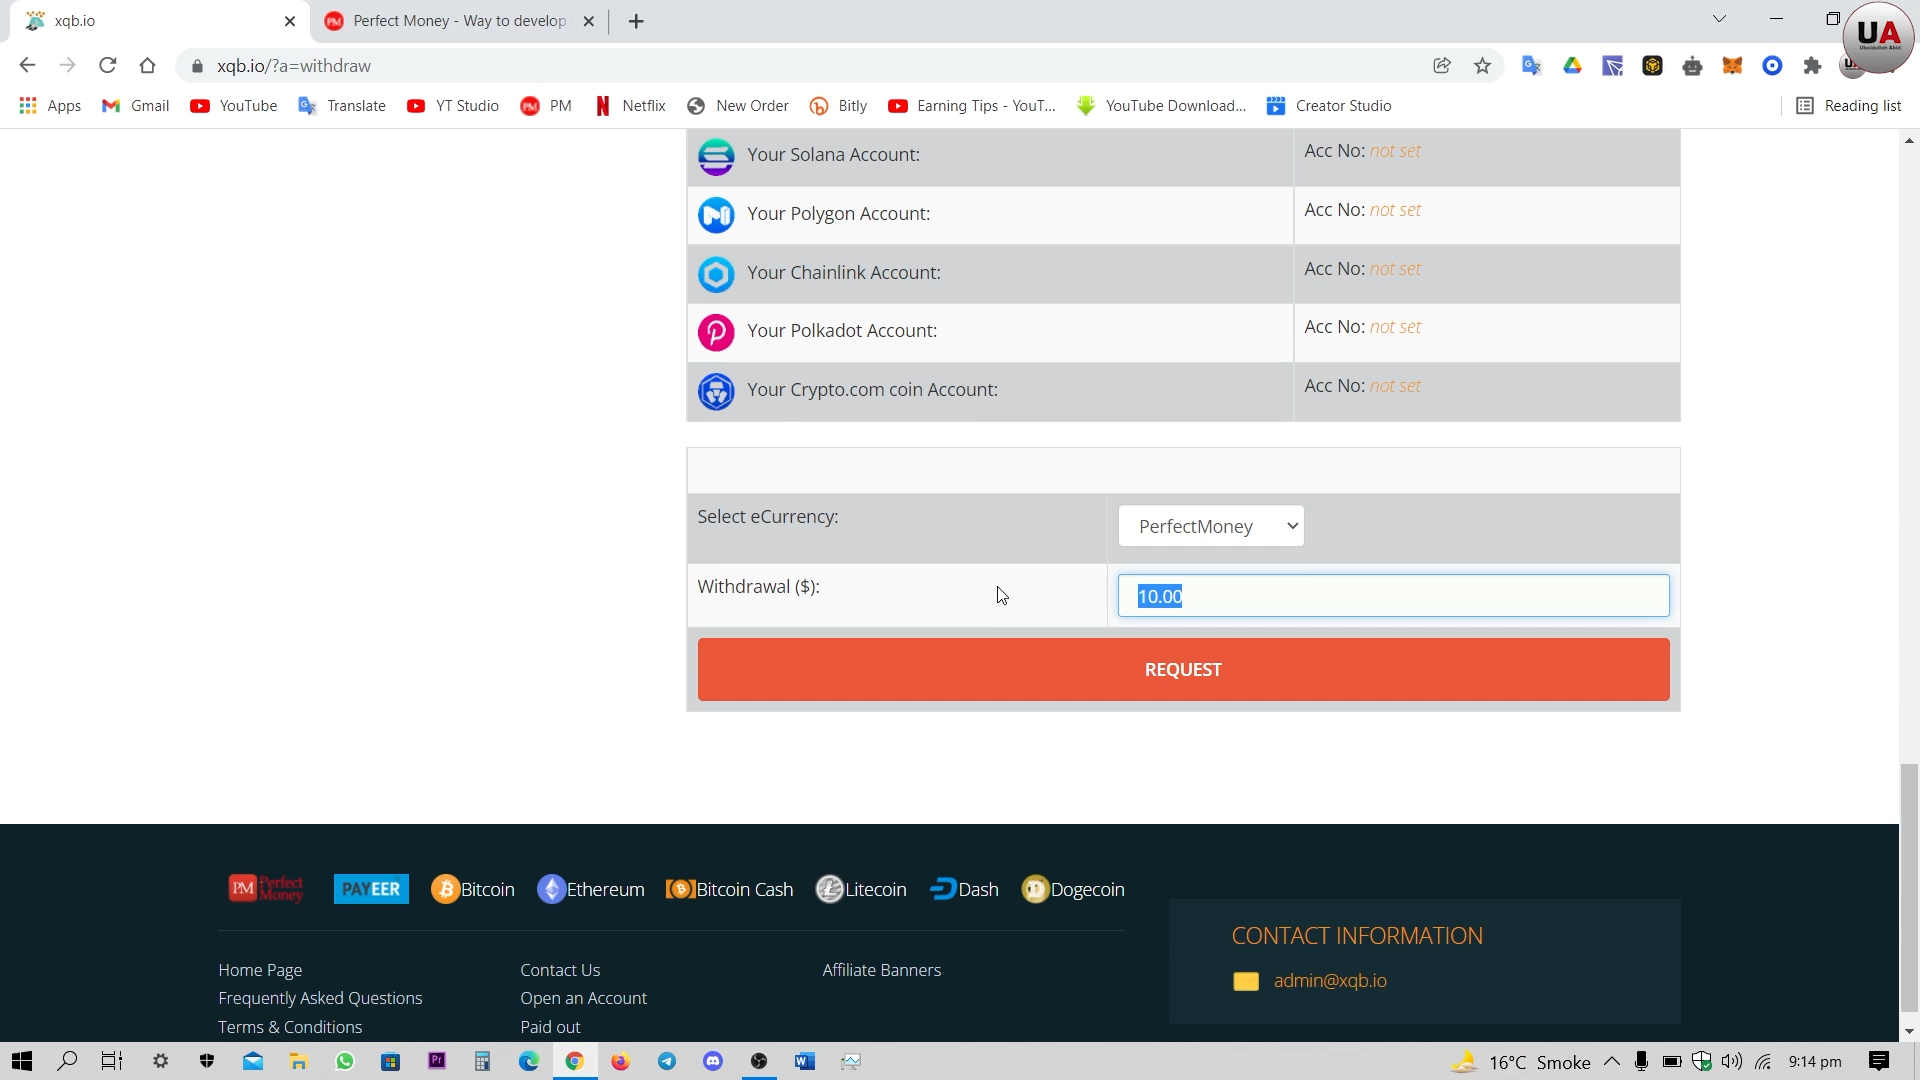 xqb.io
Perfect Money - Way to develop
UA
xqb.io/?a=withdraw
Apps
Gmail
YouTube
Translate
YT Studio
PM
Netflix
New Order
Bitly
Earning Tips - YouT...
YouTube Download...
Creator Studio
Reading list
Your Solana Account:
Acc No: not set
Your Polygon Account:
Acc No: not set
Your Chainlink Account:
Acc No: not set
Your Polkadot Account:
Acc No: not set
Your Crypto.com coin Account:
Acc No: not set
Select eCurrency:
PerfectMoney
Withdrawal ($):
10.00
REQUEST
PM Perfect Money
PAYEER
Bitcoin
Ethereum
Bitcoin Cash
Litecoin
Dash
Dogecoin
CONTACT INFORMATION
admin@xqb.io
Home Page
Contact Us
Affiliate Banners
Frequently Asked Questions
Open an Account
Terms & Conditions
Paid out
16°C Smoke
9:14 pm